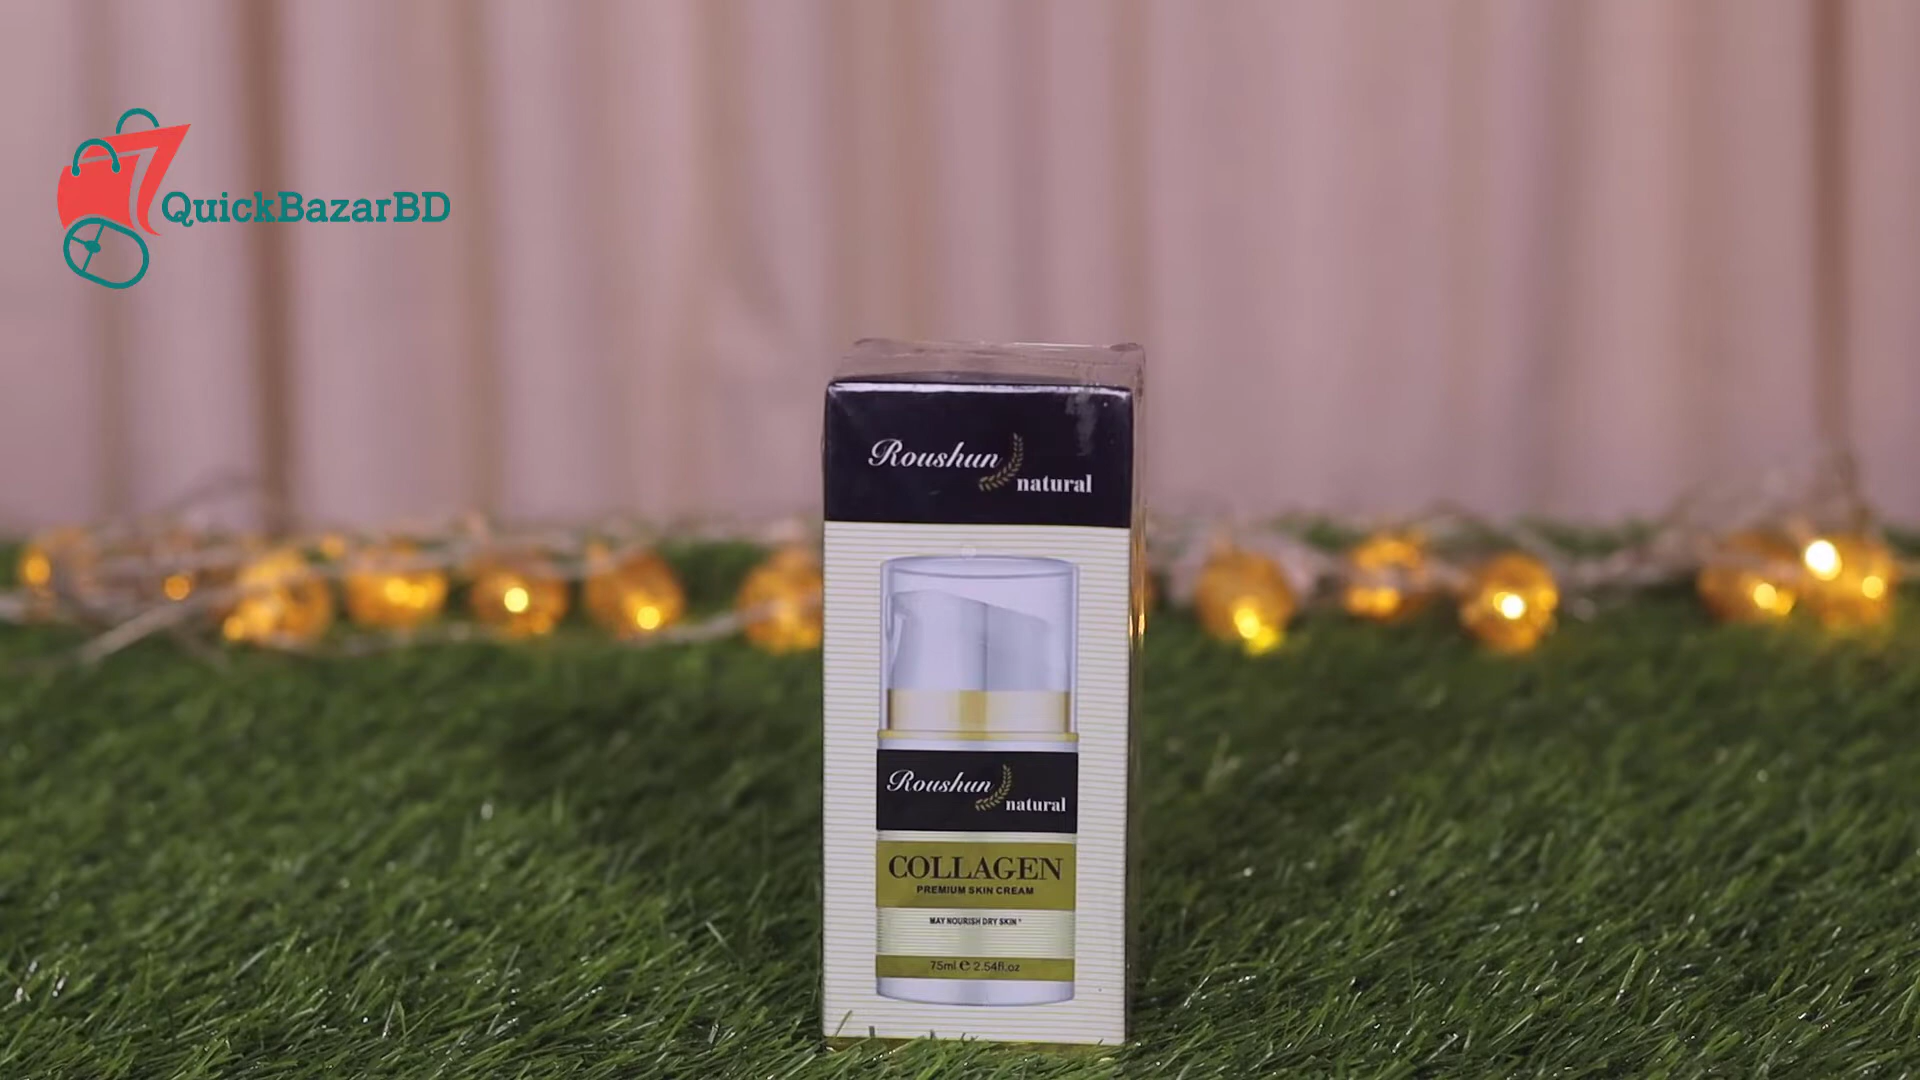 QuickBazarBD
Roushun
natural
Roushun
natural
COLLAGEN
PREMIUM SKIN CREAM
MAY NOURISH DRY SKIN *
75ml ℮ 2.54fl.oz